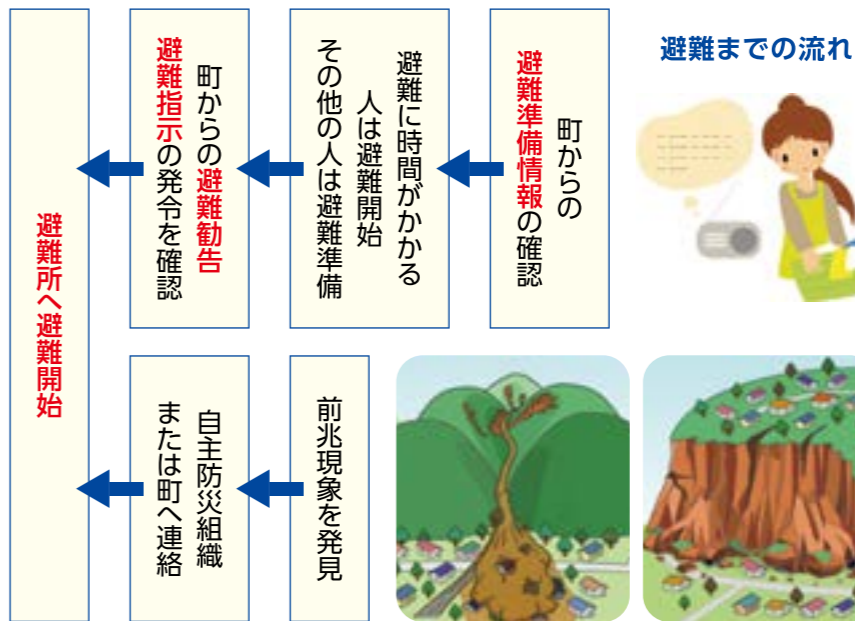 避難までの流れ
町からの
避難準備情報の確認
避難に時間がかかる
人は避難開始
その他の人は避難準備
町からの避難勧告
避難指示の発令を確認
前兆現象を発見
自主防災組織
または町へ連絡
避難所へ避難開始